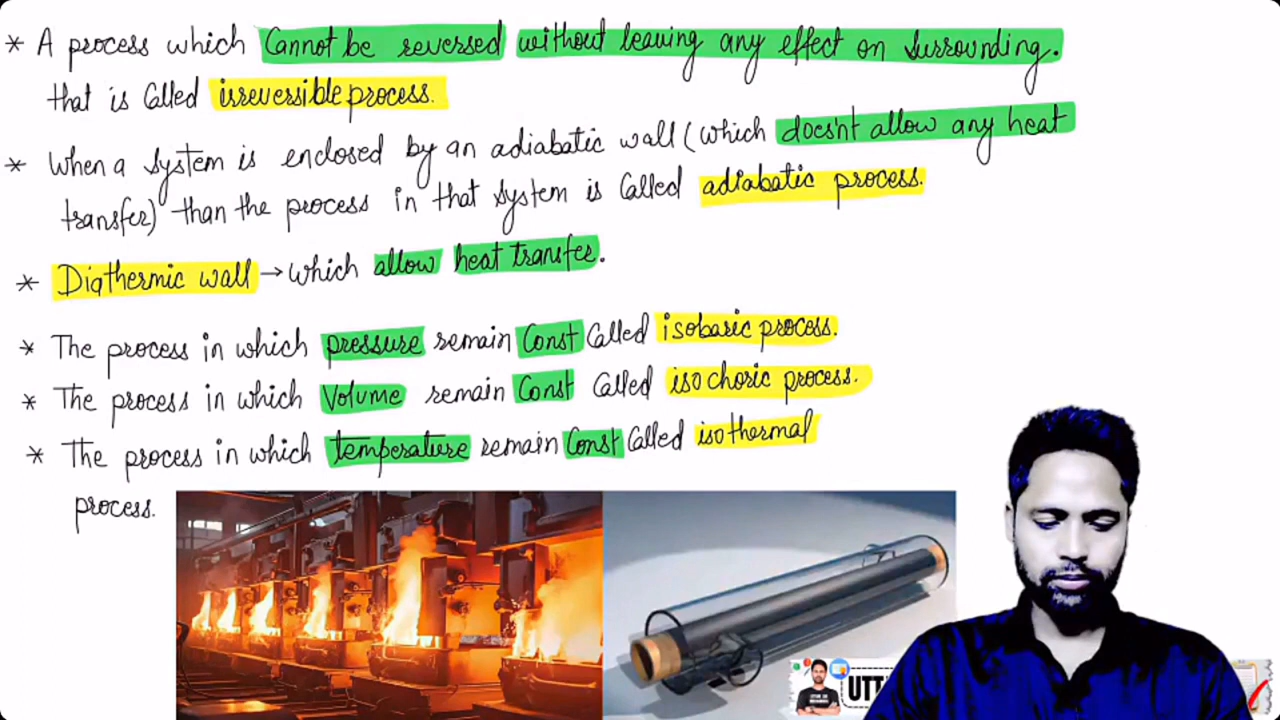 * A process which Cannot be reversed without leaving any effect on surrounding.
that is Called irreversible process.
* When a system is enclosed by an adiabatic wall (which does'nt allow any heat
transfer) than the process in that system is Called adiabatic process.
* Diathermic wall → which allow heat transfer.
* The process in which pressure remain Const Called isobaric process.
* The process in which Volume remain Const Called isochoric process.
* The process in which temperature remain Const Called isothermal
process.